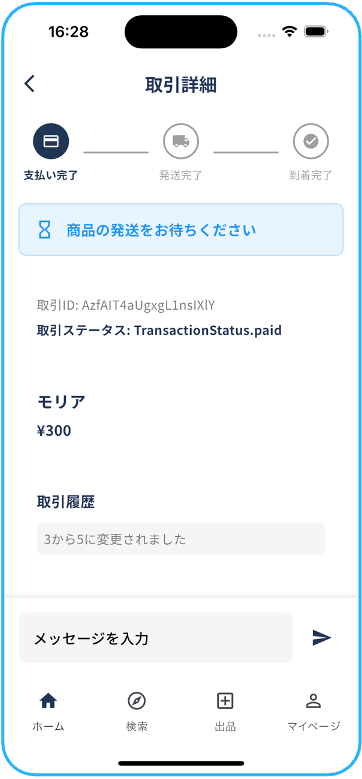 16:28
取引詳細
支払い完了
発送完了
到着完了
商品の発送をお待ちください
取引ID: AzfAIT4aUgxgL1nsIXlY
取引ステータス: TransactionStatus.paid
モリア
¥300
取引履歴
3から5に変更されました
メッセージを入力
ホーム
検索
出品
マイページ